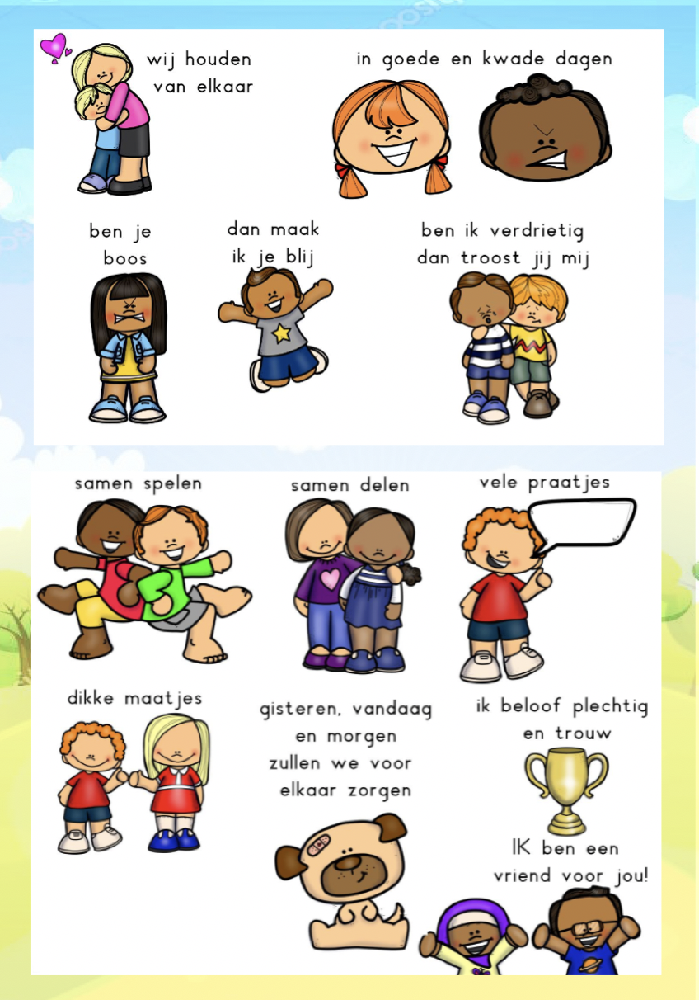 wij houden
van elkaar
in goede en kwade dagen
ben je
boos
dan maak
ik je blij
ben ik verdrietig
dan troost jij mij
samen spelen
samen delen
vele praatjes
dikke maatjes
gisteren, vandaag
en morgen
zullen we voor
elkaar zorgen
ik beloof plechtig
en trouw
IK ben een
vriend voor jou!